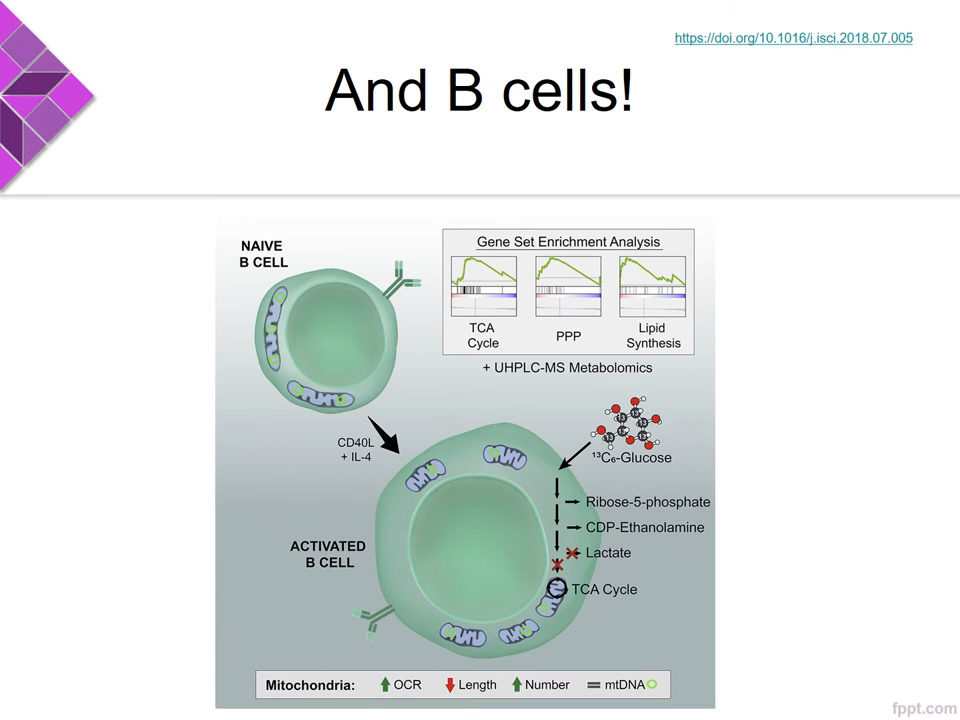 https://doi.org/10.1016/j.isci.2018.07.005
And B cells!
NAIVE
B CELL
Gene Set Enrichment Analysis
TCA
Cycle
PPP
Lipid
Synthesis
+ UHPLC-MS Metabolomics
CD40L
+ IL-4
¹³C₆-Glucose
Ribose-5-phosphate
CDP-Ethanolamine
Lactate
TCA Cycle
ACTIVATED
B CELL
Mitochondria: OCR Length Number mtDNA
fppt.com